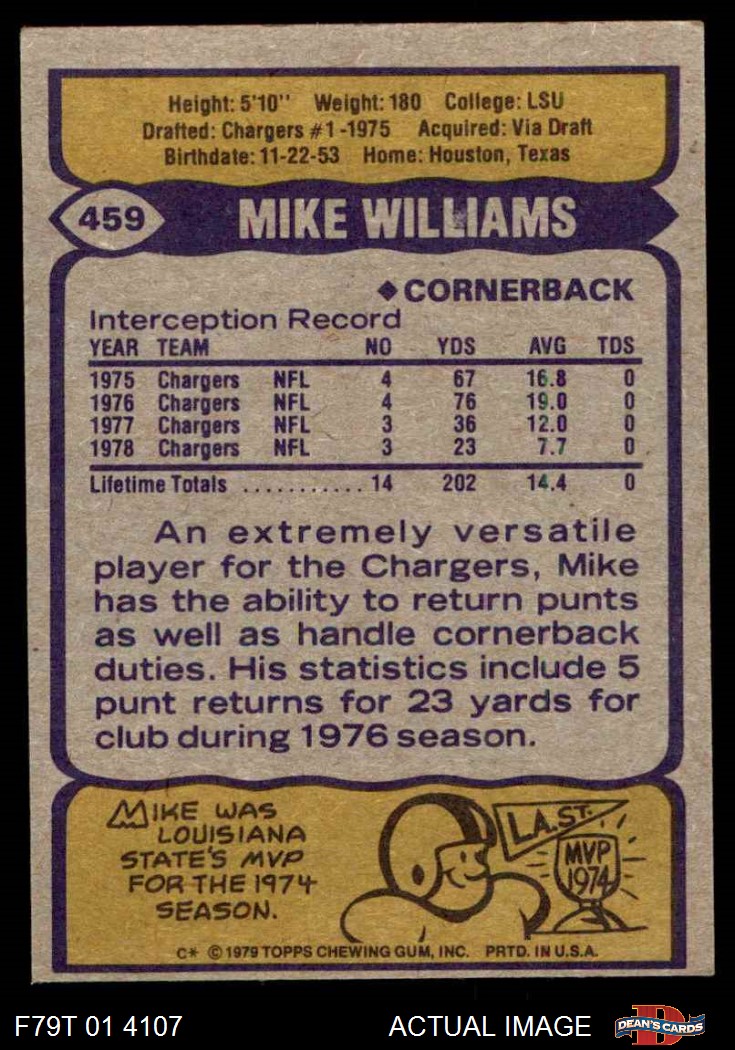 Height: 5'10" Weight: 180 College: LSU
Drafted: Chargers #1-1975 Acquired: Via Draft
Birthdate: 11-22-53 Home: Houston, Texas
459 MIKE WILLIAMS
◆ CORNERBACK
Interception Record
YEAR TEAM NO YDS AVG TDS
1975 Chargers NFL 4 67 16.8 0
1976 Chargers NFL 4 76 19.0 0
1977 Chargers NFL 3 36 12.0 0
1978 Chargers NFL 3 23 7.7 0
Lifetime Totals ............ 14 202 14.4 0
An extremely versatile
player for the Chargers, Mike
has the ability to return punts
as well as handle cornerback
duties. His statistics include 5
punt returns for 23 yards for
club during 1976 season.
MIKE WAS
LOUISIANA
STATE'S MVP
FOR THE 1974
SEASON.
LA. ST.
MVP
1974
C* © 1979 TOPPS CHEWING GUM, INC. PRTD. IN U.S.A.
F79T 01 4107 ACTUAL IMAGE D DEAN'S CARDS